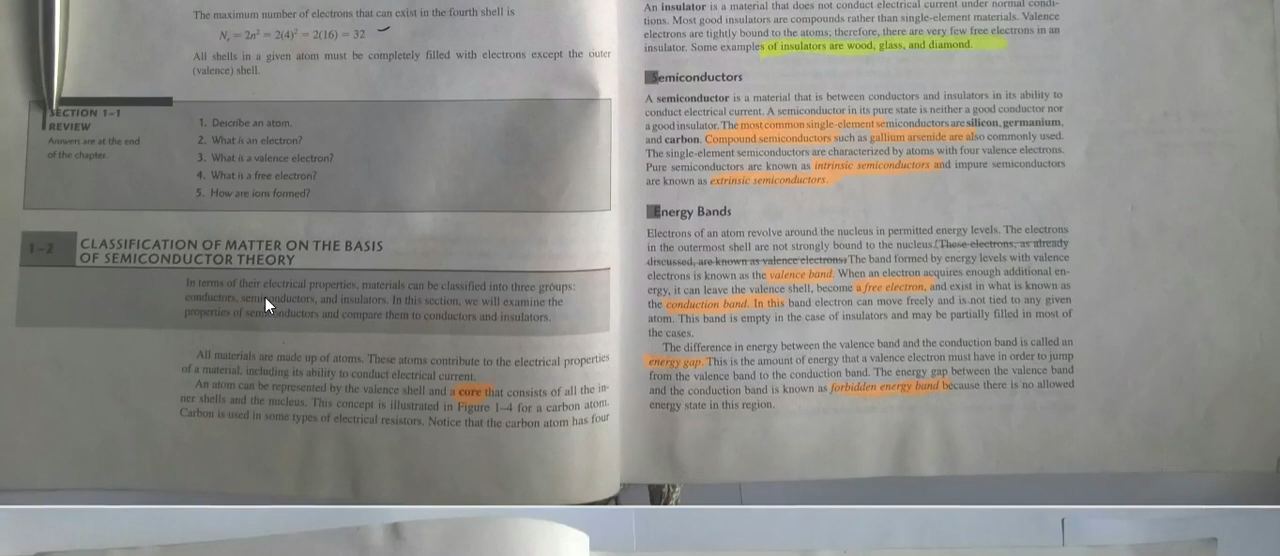 The maximum number of electrons that can exist in the fourth shell is
Ne = 2n² = 2(4)² = 2(16) = 32
All shells in a given atom must be completely filled with electrons except the outer
(valence) shell.
SECTION 1–1
REVIEW
Answers are at the end
of the chapter.
1. Describe an atom.
2. What is an electron?
3. What is a valence electron?
4. What is a free electron?
5. How are ions formed?
1–2 CLASSIFICATION OF MATTER ON THE BASIS
OF SEMICONDUCTOR THEORY
In terms of their electrical properties, materials can be classified into three groups:
conductors, semiconductors, and insulators. In this section, we will examine the
properties of semiconductors and compare them to conductors and insulators.
All materials are made up of atoms. These atoms contribute to the electrical properties
of a material, including its ability to conduct electrical current.
An atom can be represented by the valence shell and a core that consists of all the in-
ner shells and the nucleus. This concept is illustrated in Figure 1–4 for a carbon atom.
Carbon is used in some types of electrical resistors. Notice that the carbon atom has four
An insulator is a material that does not conduct electrical current under normal condi-
tions. Most good insulators are compounds rather than single-element materials. Valence
electrons are tightly bound to the atoms; therefore, there are very few free electrons in an
insulator. Some examples of insulators are wood, glass, and diamond.
Semiconductors
A semiconductor is a material that is between conductors and insulators in its ability to
conduct electrical current. A semiconductor in its pure state is neither a good conductor nor
a good insulator. The most common single-element semiconductors are silicon, germanium,
and carbon. Compound semiconductors such as gallium arsenide are also commonly used.
The single-element semiconductors are characterized by atoms with four valence electrons.
Pure semiconductors are known as intrinsic semiconductors and impure semiconductors
are known as extrinsic semiconductors.
Energy Bands
Electrons of an atom revolve around the nucleus in permitted energy levels. The electrons
in the outermost shell are not strongly bound to the nucleus. (These electrons, as already
discussed, are known as valence electrons) The band formed by energy levels with valence
electrons is known as the valence band. When an electron acquires enough additional en-
ergy, it can leave the valence shell, become a free electron, and exist in what is known as
the conduction band. In this band electron can move freely and is not tied to any given
atom. This band is empty in the case of insulators and may be partially filled in most of
the cases.
The difference in energy between the valence band and the conduction band is called an
energy gap. This is the amount of energy that a valence electron must have in order to jump
from the valence band to the conduction band. The energy gap between the valence band
and the conduction band is known as forbidden energy band because there is no allowed
energy state in this region.